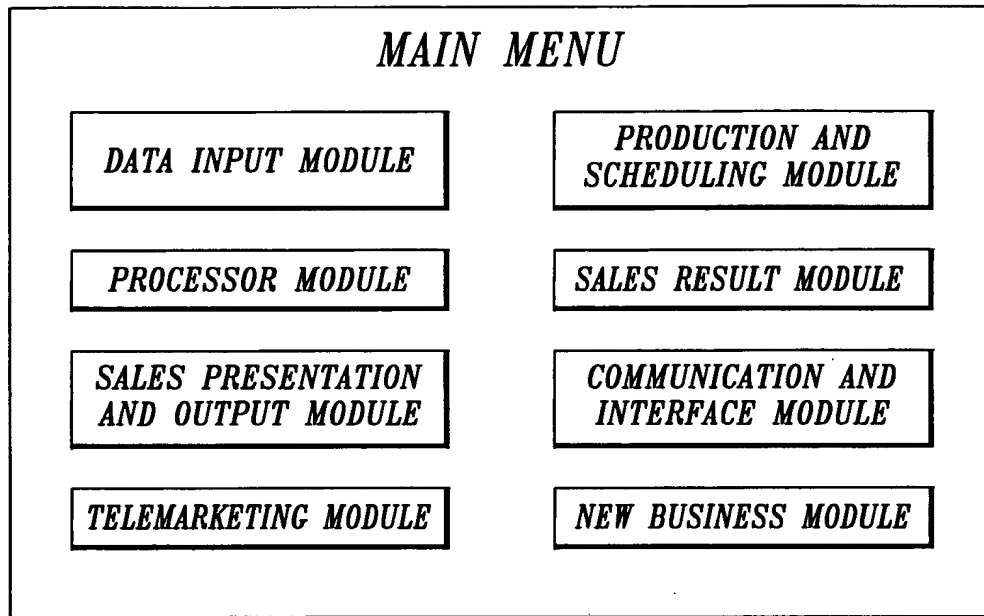 MAIN MENU
DATA INPUT MODULE
PRODUCTION AND
SCHEDULING MODULE
PROCESSOR MODULE
SALES RESULT MODULE
SALES PRESENTATION
AND OUTPUT MODULE
COMMUNICATION AND
INTERFACE MODULE
TELEMARKETING MODULE
NEW BUSINESS MODULE